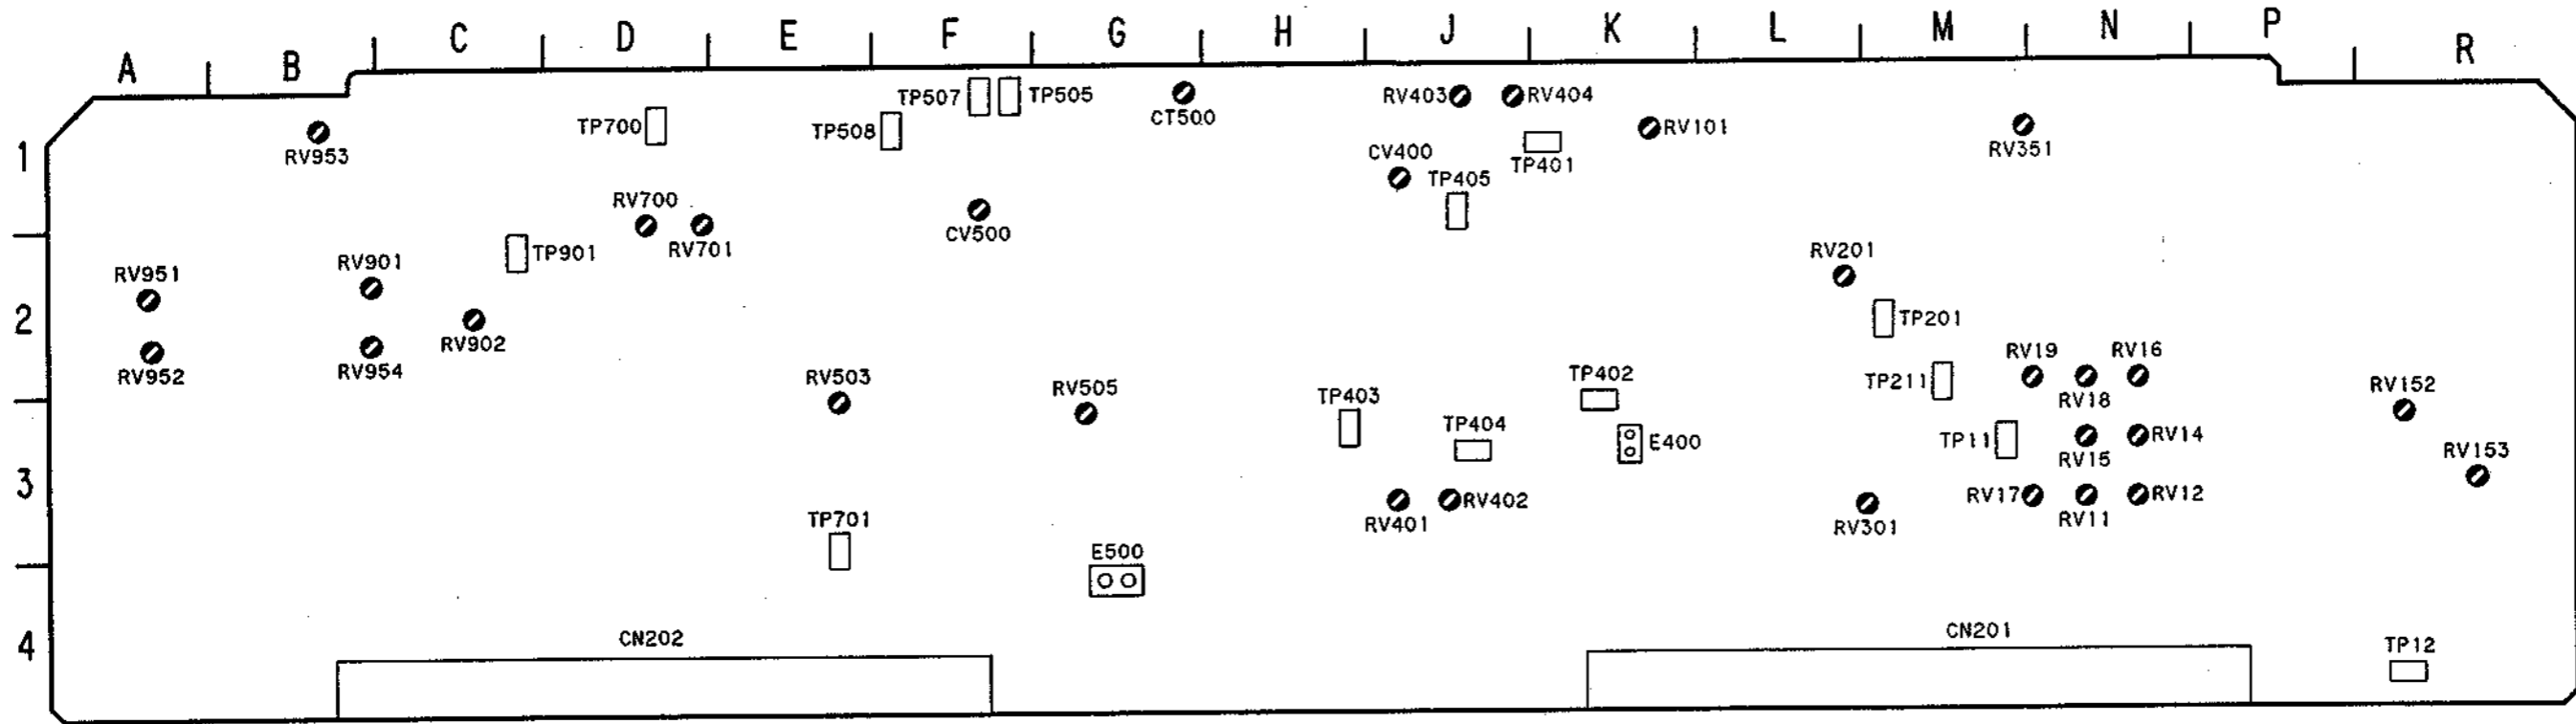 A B C D E F G H J K L M N P R
TP507 TP505 RV403 RV404
TP700 TP508 CT500 RV101
1 RV953 CV400 TP401 RV351
TP405
RV700
CV500
TP901 RV701 RV201
RV951 RV901
2 TP201
RV902
RV952 RV954 RV19 RV16
RV503 RV505 TP402 TP211 RV152
TP403 RV18
TP404 E400 TP11 RV14
RV15 RV153
3 RV402 RV17 RV12
TP701 RV401 RV301 RV11
E500
4 CN202 CN201 TP12